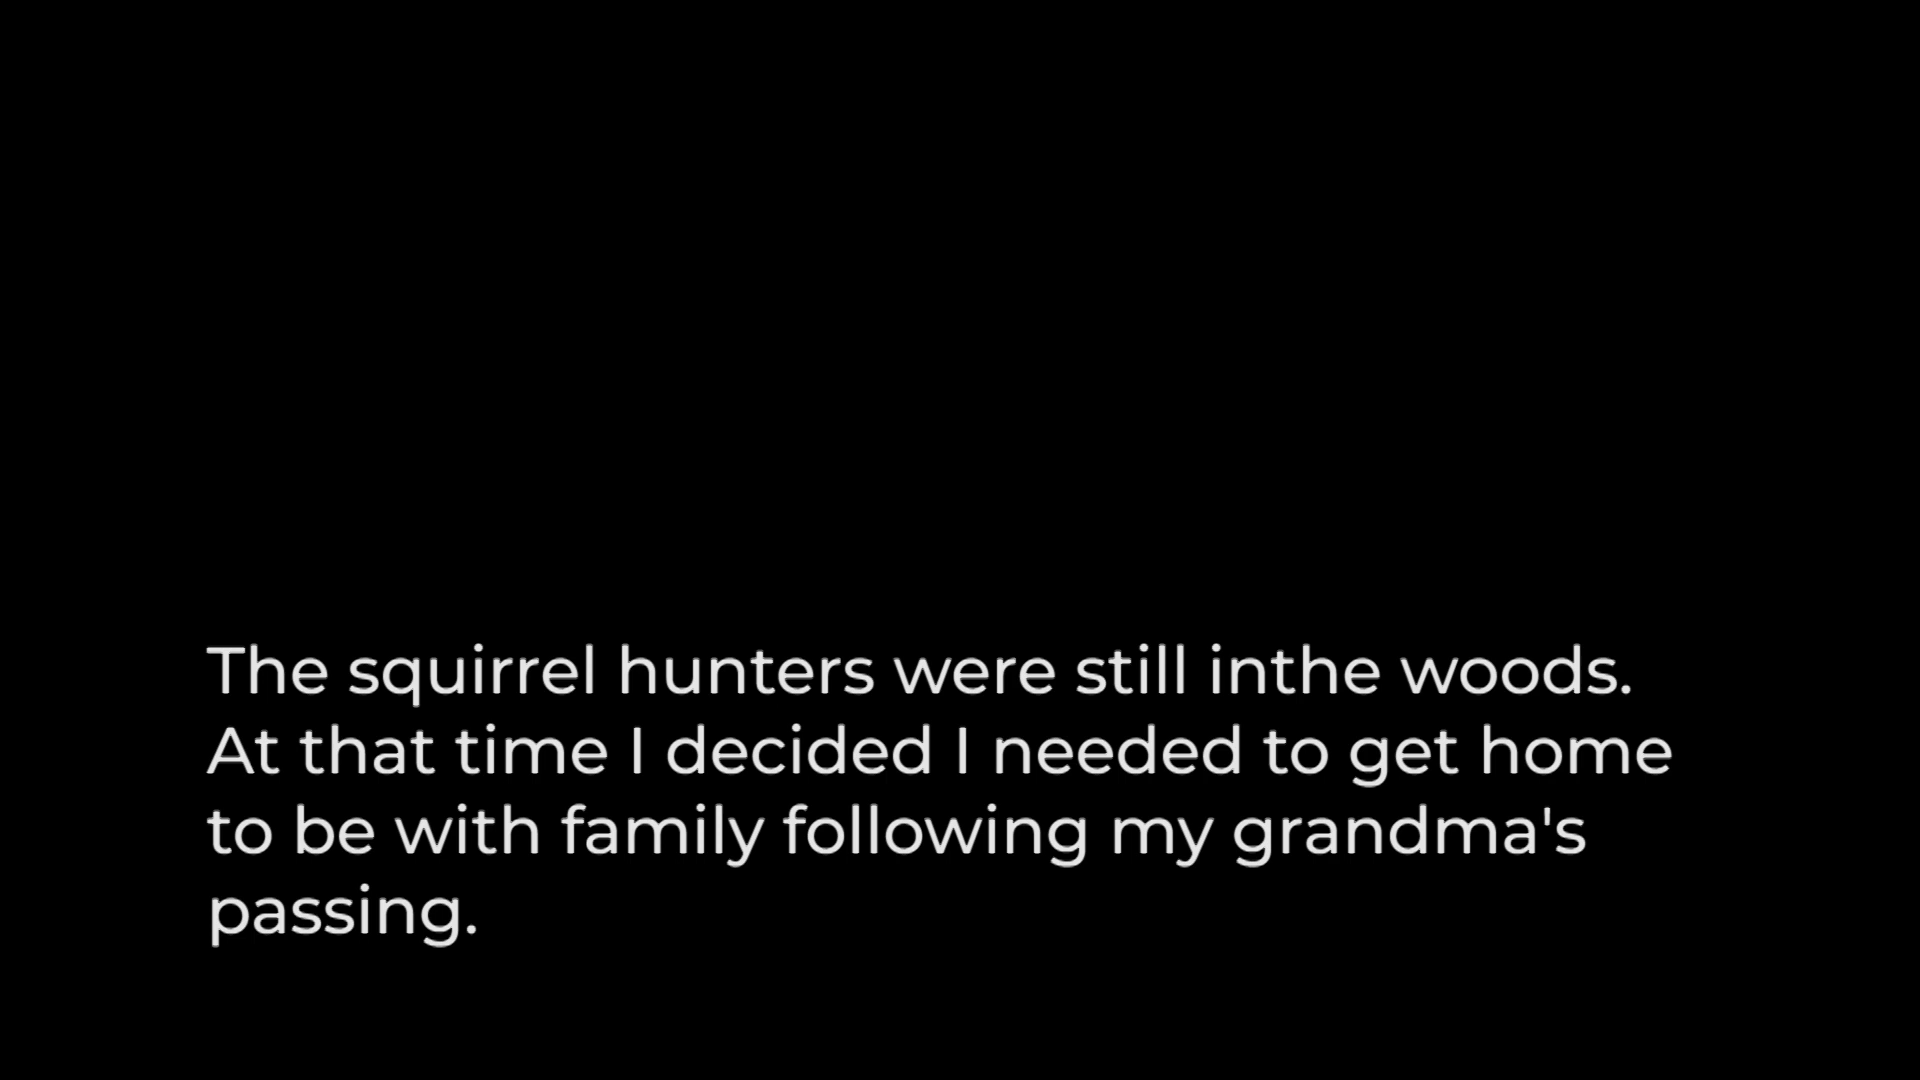 The squirrel hunters were still inthe woods.
At that time I decided I needed to get home
to be with family following my grandma's
passing.